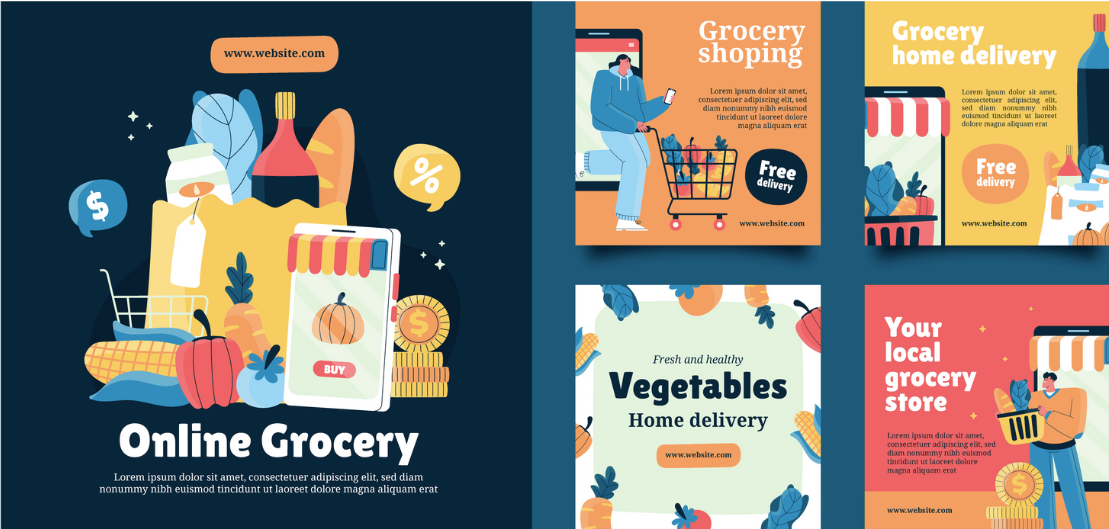 www.website.com
$
%
$
BUY
Online Grocery
Lorem ipsum dolor sit amet, consectetuer adipiscing elit, sed diam
nonummy nibh euismod tincidunt ut laoreet dolore magna aliquam erat
Grocery
shoping
Lorem ipsum dolor sit amet,
consectetuer adipiscing elit, sed
diam nonummy nibh euismod
tincidunt ut laoreet dolore
magna aliquam erat
Free
delivery
www.website.com
Grocery
home delivery
Lorem ipsum dolor sit amet,
consectetuer adipiscing elit,
sed diam nonummy nibh
euismod tincidunt ut laoreet
dolore magna aliquam erat
Free
delivery
www.website.com
Fresh and healthy
Vegetables
Home delivery
www.website.com
Your
local
grocery
store
Lorem ipsum dolor sit amet,
consectetuer adipiscing elit, sed
diam nonummy nibh euismod
tincidunt ut laoreet dolore
magna aliquam erat
$
www.website.com